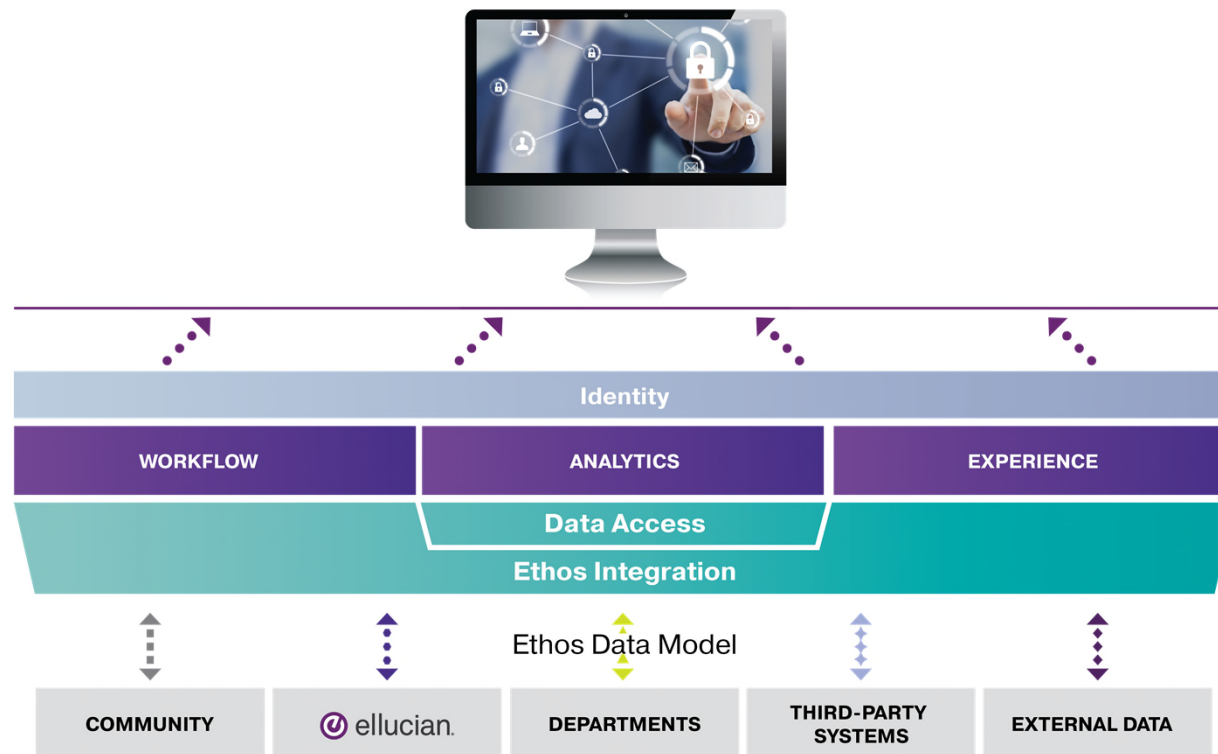 Identity
WORKFLOW
ANALYTICS
EXPERIENCE
Data Access
Ethos Integration
Ethos Data Model
COMMUNITY
ellucian.
DEPARTMENTS
THIRD-PARTY
SYSTEMS
EXTERNAL DATA